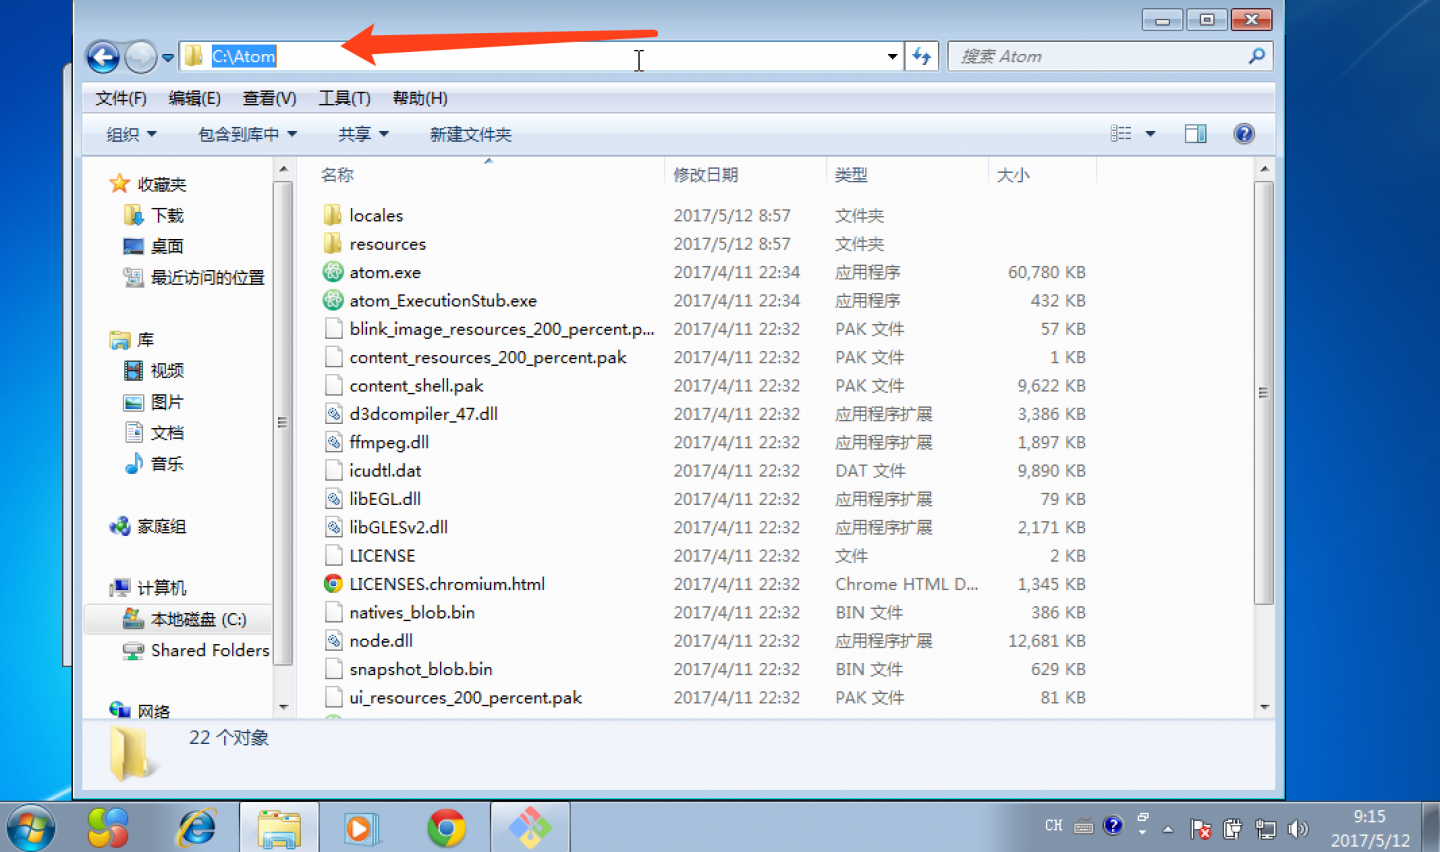 C:\Atom
搜索 Atom
文件(F) 编辑(E) 查看(V) 工具(T) 帮助(H)
组织 包含到库中 共享 新建文件夹
名称 修改日期 类型 大小
收藏夹
下载
桌面
最近访问的位置
库
视频
图片
文档
音乐
家庭组
计算机
本地磁盘 (C:)
Shared Folders
网络
locales 2017/5/12 8:57 文件夹
resources 2017/5/12 8:57 文件夹
atom.exe 2017/4/11 22:34 应用程序 60,780 KB
atom_ExecutionStub.exe 2017/4/11 22:34 应用程序 432 KB
blink_image_resources_200_percent.p... 2017/4/11 22:32 PAK 文件 57 KB
content_resources_200_percent.pak 2017/4/11 22:32 PAK 文件 1 KB
content_shell.pak 2017/4/11 22:32 PAK 文件 9,622 KB
d3dcompiler_47.dll 2017/4/11 22:32 应用程序扩展 3,386 KB
ffmpeg.dll 2017/4/11 22:32 应用程序扩展 1,897 KB
icudtl.dat 2017/4/11 22:32 DAT 文件 9,890 KB
libEGL.dll 2017/4/11 22:32 应用程序扩展 79 KB
libGLESv2.dll 2017/4/11 22:32 应用程序扩展 2,171 KB
LICENSE 2017/4/11 22:32 文件 2 KB
LICENSES.chromium.html 2017/4/11 22:32 Chrome HTML D... 1,345 KB
natives_blob.bin 2017/4/11 22:32 BIN 文件 386 KB
node.dll 2017/4/11 22:32 应用程序扩展 12,681 KB
snapshot_blob.bin 2017/4/11 22:32 BIN 文件 629 KB
ui_resources_200_percent.pak 2017/4/11 22:32 PAK 文件 81 KB
22 个对象
CH
9:15
2017/5/12